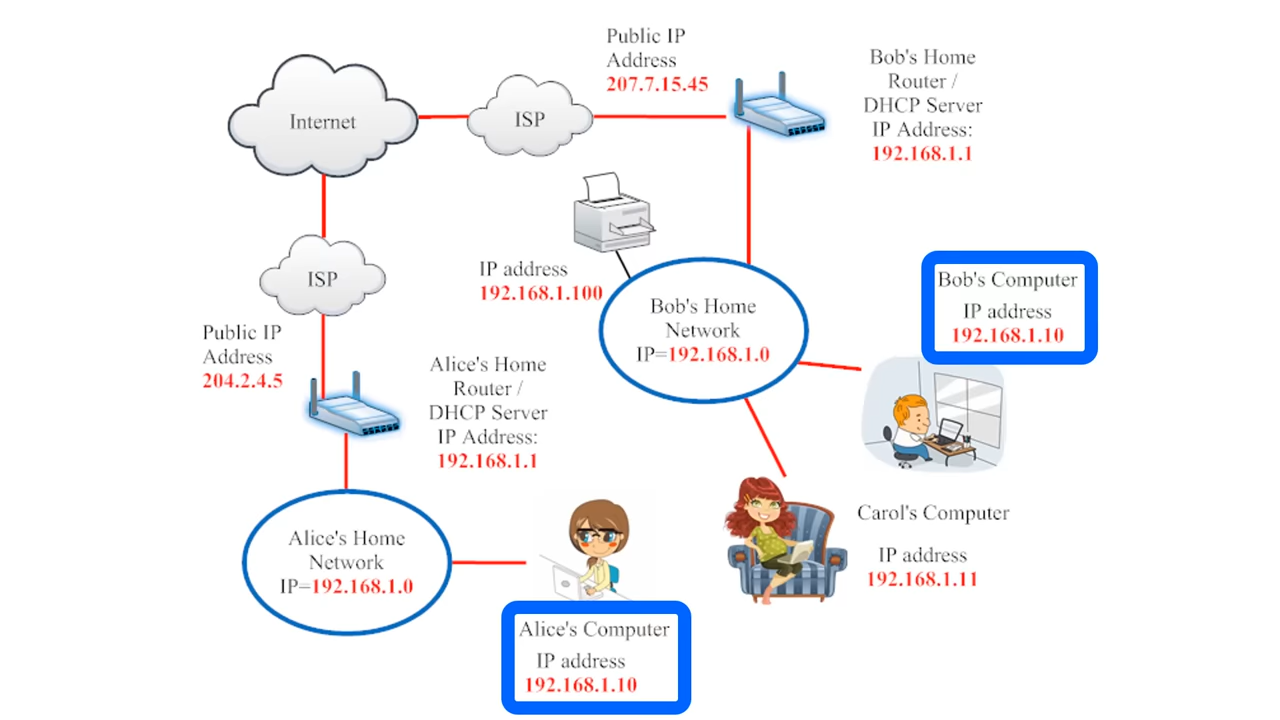 Public IP
Address
207.7.15.45
Bob's Home
Router /
DHCP Server
IP Address:
192.168.1.1
Internet
ISP
IP address
192.168.1.100
Bob's Home
Network
IP=192.168.1.0
Bob's Computer
IP address
192.168.1.10
ISP
Public IP
Address
204.2.4.5
Alice's Home
Router /
DHCP Server
IP Address:
192.168.1.1
Alice's Home
Network
IP=192.168.1.0
Carol's Computer
IP address
192.168.1.11
Alice's Computer
IP address
192.168.1.10